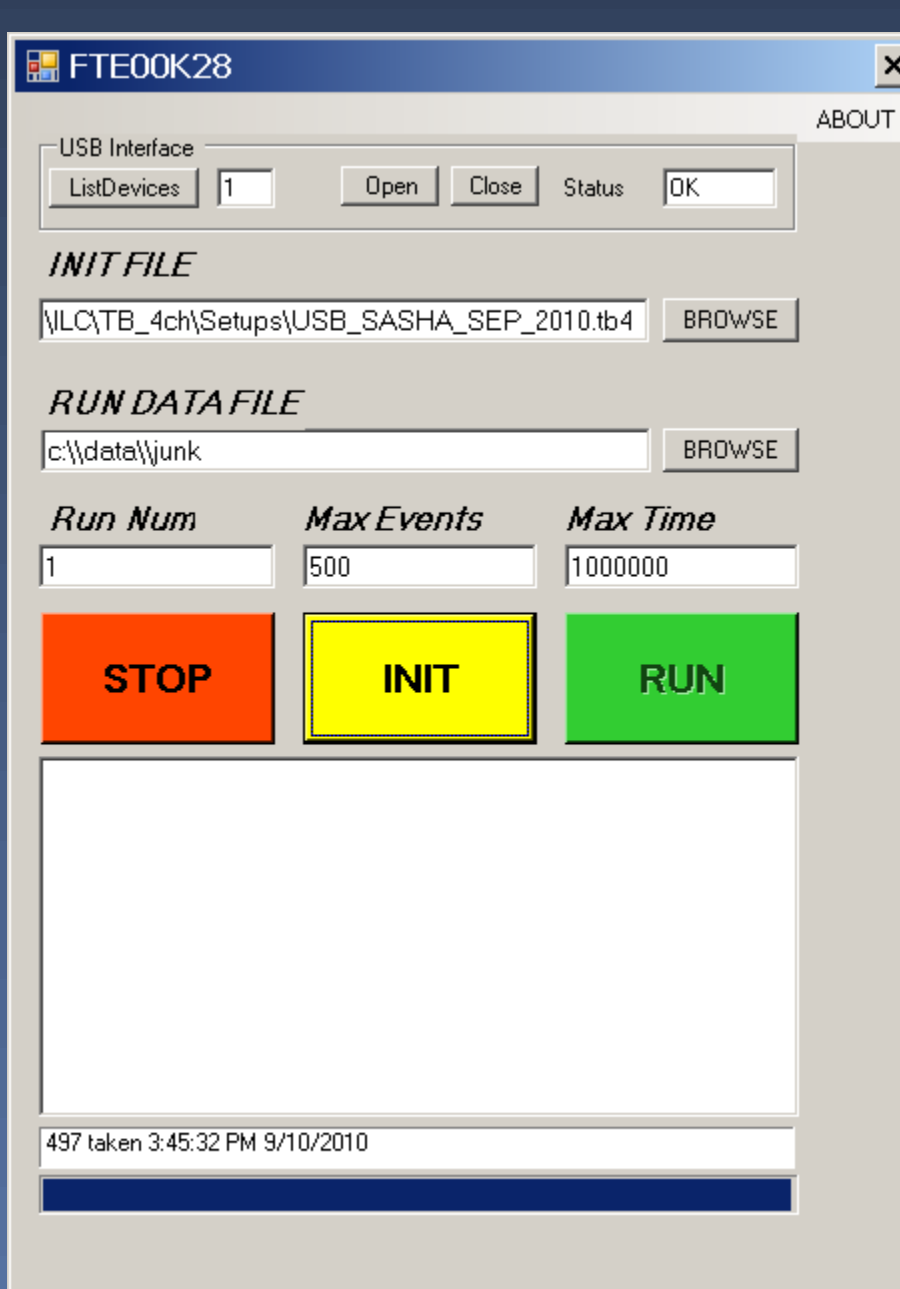 FTE00K28
ABOUT
USB Interface
ListDevices 1 Open Close Status OK
INIT FILE
\ILC\TB_4ch\Setups\USB_SASHA_SEP_2010.tb4 BROWSE
RUN DATA FILE
c:\\data\\junk BROWSE
Run Num Max Events Max Time
1 500 1000000
STOP INIT RUN
497 taken 3:45:32 PM 9/10/2010